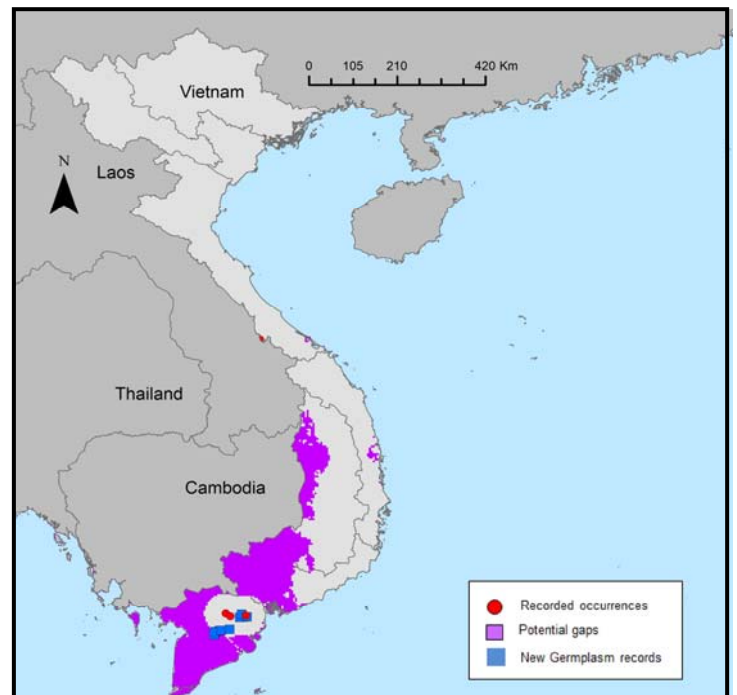 Vietnam
0 105 210 420 Km
N
Laos
Thailand
Cambodia
Recorded occurrences
Potential gaps
New Germplasm records